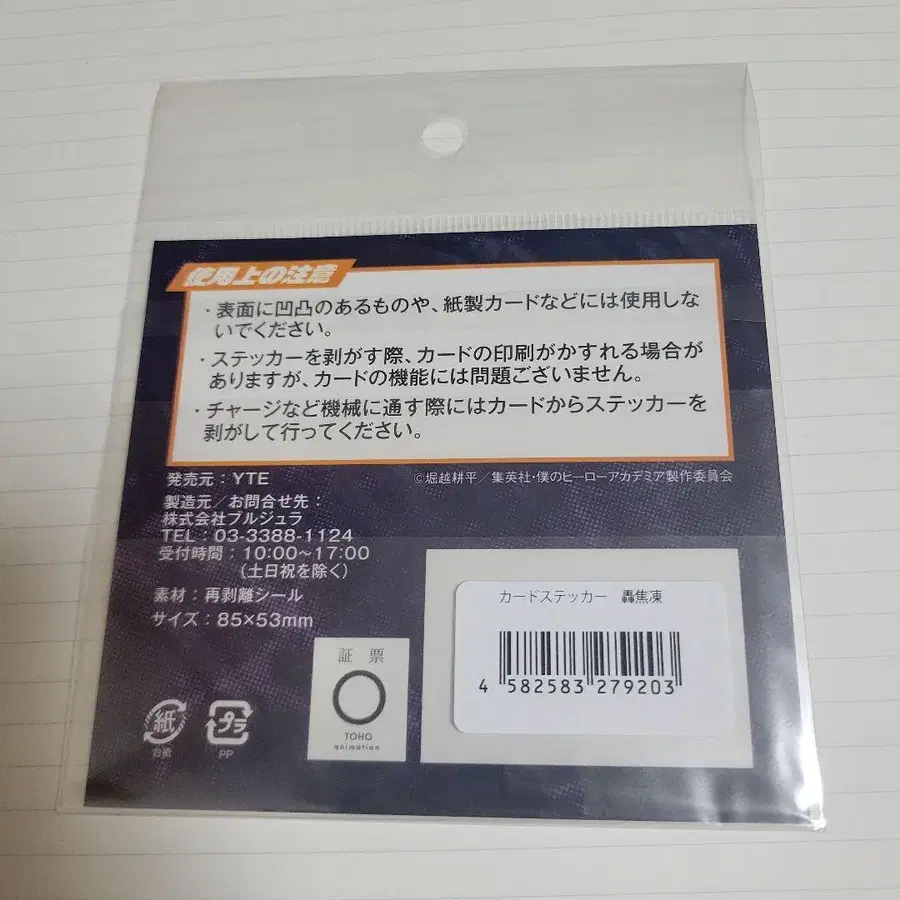 使用上の注意
・表面に凹凸のあるものや、紙製カードなどには使用しな
いでください。
・ステッカーを剥がす際、カードの印刷がかすれる場合が
ありますが、カードの機能には問題ございません。
・チャージなど機械に通す際にはカードからステッカーを
剥がして行ってください。
発売元：YTE
©堀越耕平／集英社・僕のヒーローアカデミア製作委員会
製造元／お問合せ先：
株式会社ブルジュラ
TEL：03-3388-1124
受付時間：10:00～17:00
（土日祝を除く）
素材：再剥離シール
サイズ：85×53mm
カードステッカー　轟焦凍
4 582583 279203
証 票
TOHO
animation
紙
台紙
プラ
PP